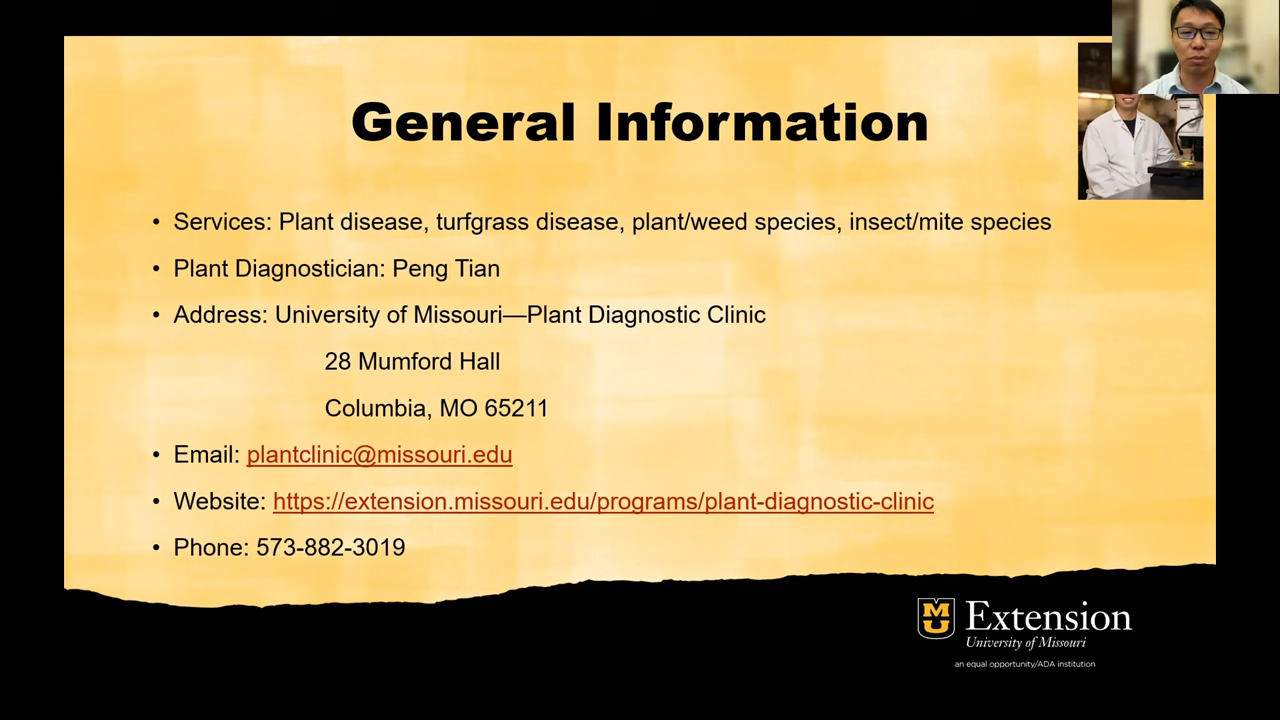 General Information
• Services: Plant disease, turfgrass disease, plant/weed species, insect/mite species
• Plant Diagnostician: Peng Tian
• Address: University of Missouri—Plant Diagnostic Clinic
28 Mumford Hall
Columbia, MO 65211
• Email: plantclinic@missouri.edu
• Website: https://extension.missouri.edu/programs/plant-diagnostic-clinic
• Phone: 573-882-3019
MU Extension
University of Missouri
an equal opportunity/ADA institution